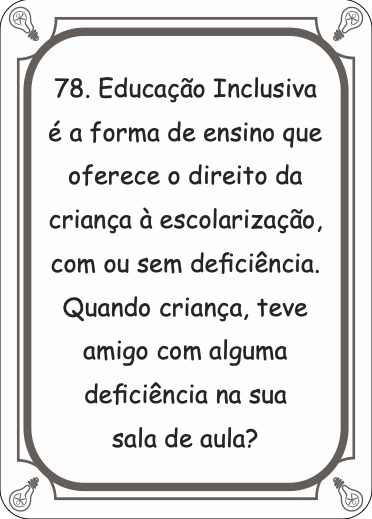 78. Educação Inclusiva
é a forma de ensino que
oferece o direito da
criança à escolarização,
com ou sem deficiência.
Quando criança, teve
amigo com alguma
deficiência na sua
sala de aula?